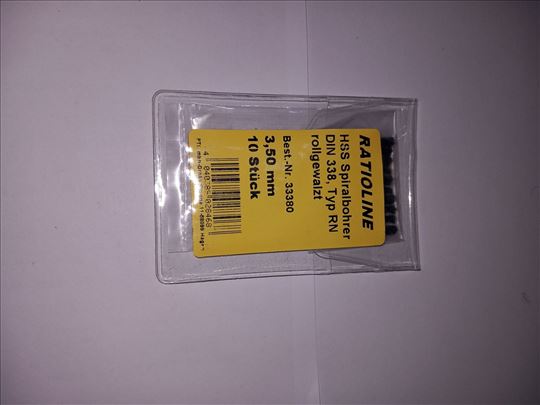 RATIOLINE
HSS Spiralbohrer
DIN 338, Typ RN
rollgewalzt
Best.-Nr. 33380
3,50 mm
10 Stück